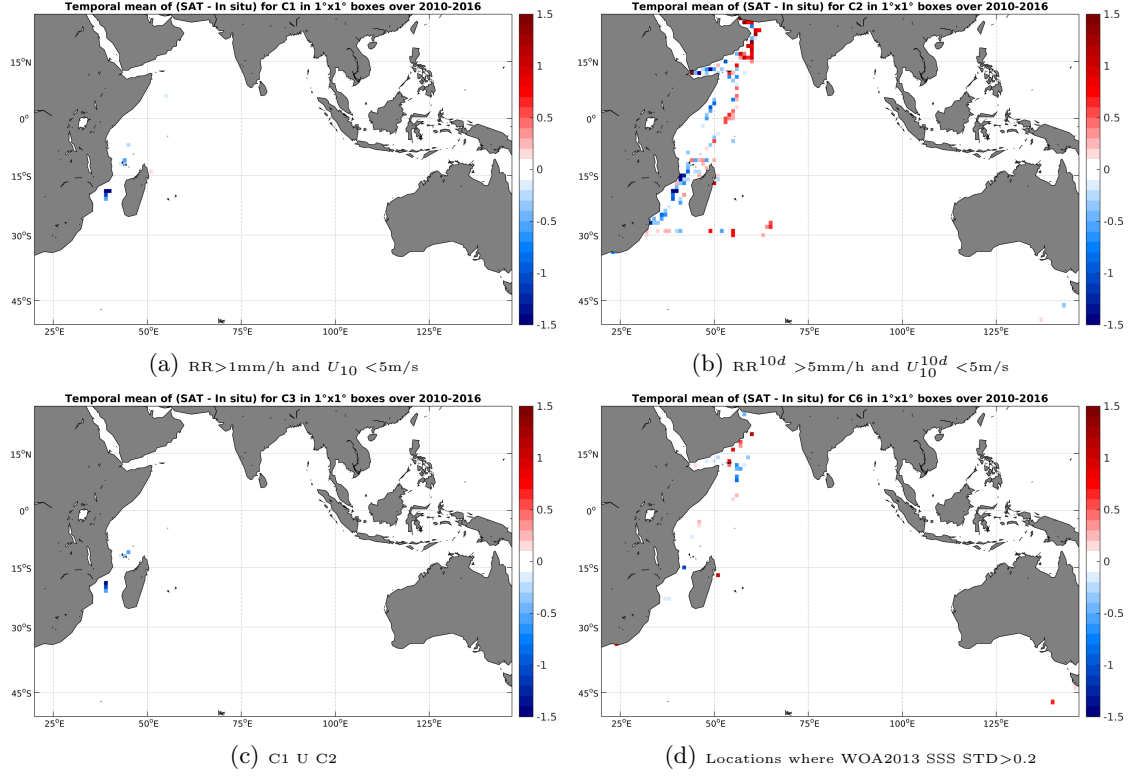 Temporal mean of (SAT - In situ) for C1 in 1°x1° boxes over 2010-2016
15°N
0°
15°S
30°S
45°S
25°E
50°E
75°E
100°E
125°E
1.5
1
0.5
0
-0.5
-1
-1.5
(a) RR>1mm/h and U10 <5m/s
Temporal mean of (SAT - In situ) for C2 in 1°x1° boxes over 2010-2016
15°N
0°
15°S
30°S
45°S
25°E
50°E
75°E
100°E
125°E
1.5
1
0.5
0
-0.5
-1
-1.5
(b) RR^10d >5mm/h and U10^10d <5m/s
Temporal mean of (SAT - In situ) for C3 in 1°x1° boxes over 2010-2016
15°N
0°
15°S
30°S
45°S
25°E
50°E
75°E
100°E
125°E
1.5
1
0.5
0
-0.5
-1
-1.5
(c) C1 U C2
Temporal mean of (SAT - In situ) for C6 in 1°x1° boxes over 2010-2016
15°N
0°
15°S
30°S
45°S
25°E
50°E
75°E
100°E
125°E
1.5
1
0.5
0
-0.5
-1
-1.5
(d) Locations where WOA2013 SSS STD>0.2